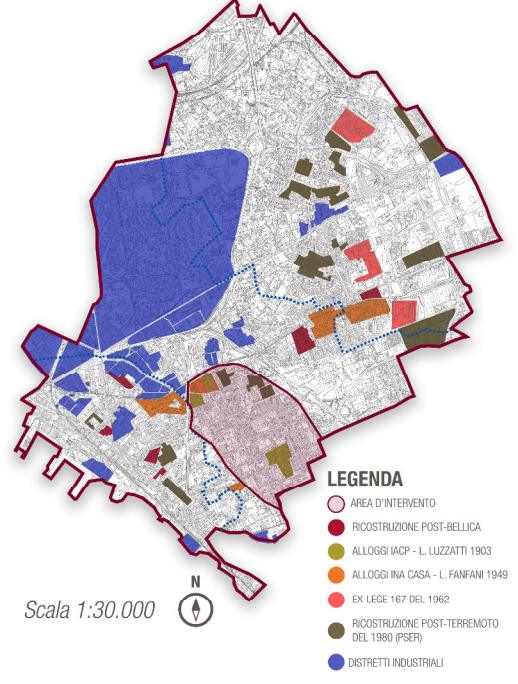 LEGENDA
AREA D'INTERVENTO
RICOSTRUZIONE POST-BELLICA
ALLOGGI IACP - L. LUZZATTI 1903
ALLOGGI INA CASA - L. FANFANI 1949
EX LEGE 167 DEL 1962
RICOSTRUZIONE POST-TERREMOTO
DEL 1980 (PSER)
DISTRETTI INDUSTRIALI
N
Scala 1:30.000